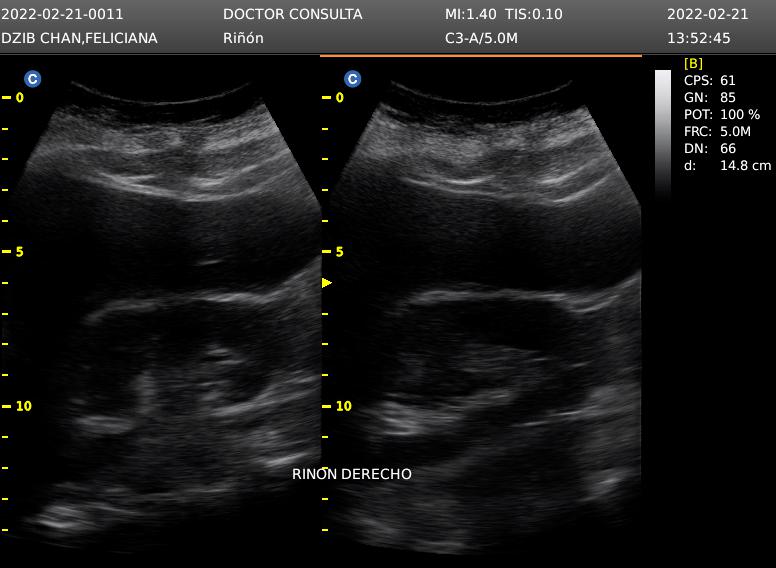 2022-02-21-0011 DOCTOR CONSULTA MI:1.40 TIS:0.10 2022-02-21
DZIB CHAN,FELICIANA Riñón C3-A/5.0M 13:52:45
[B]
CPS: 61
GN: 85
POT: 100 %
FRC: 5.0M
DN: 66
d: 14.8 cm
C C
0 0
5 5
10 10
RINON DERECHO